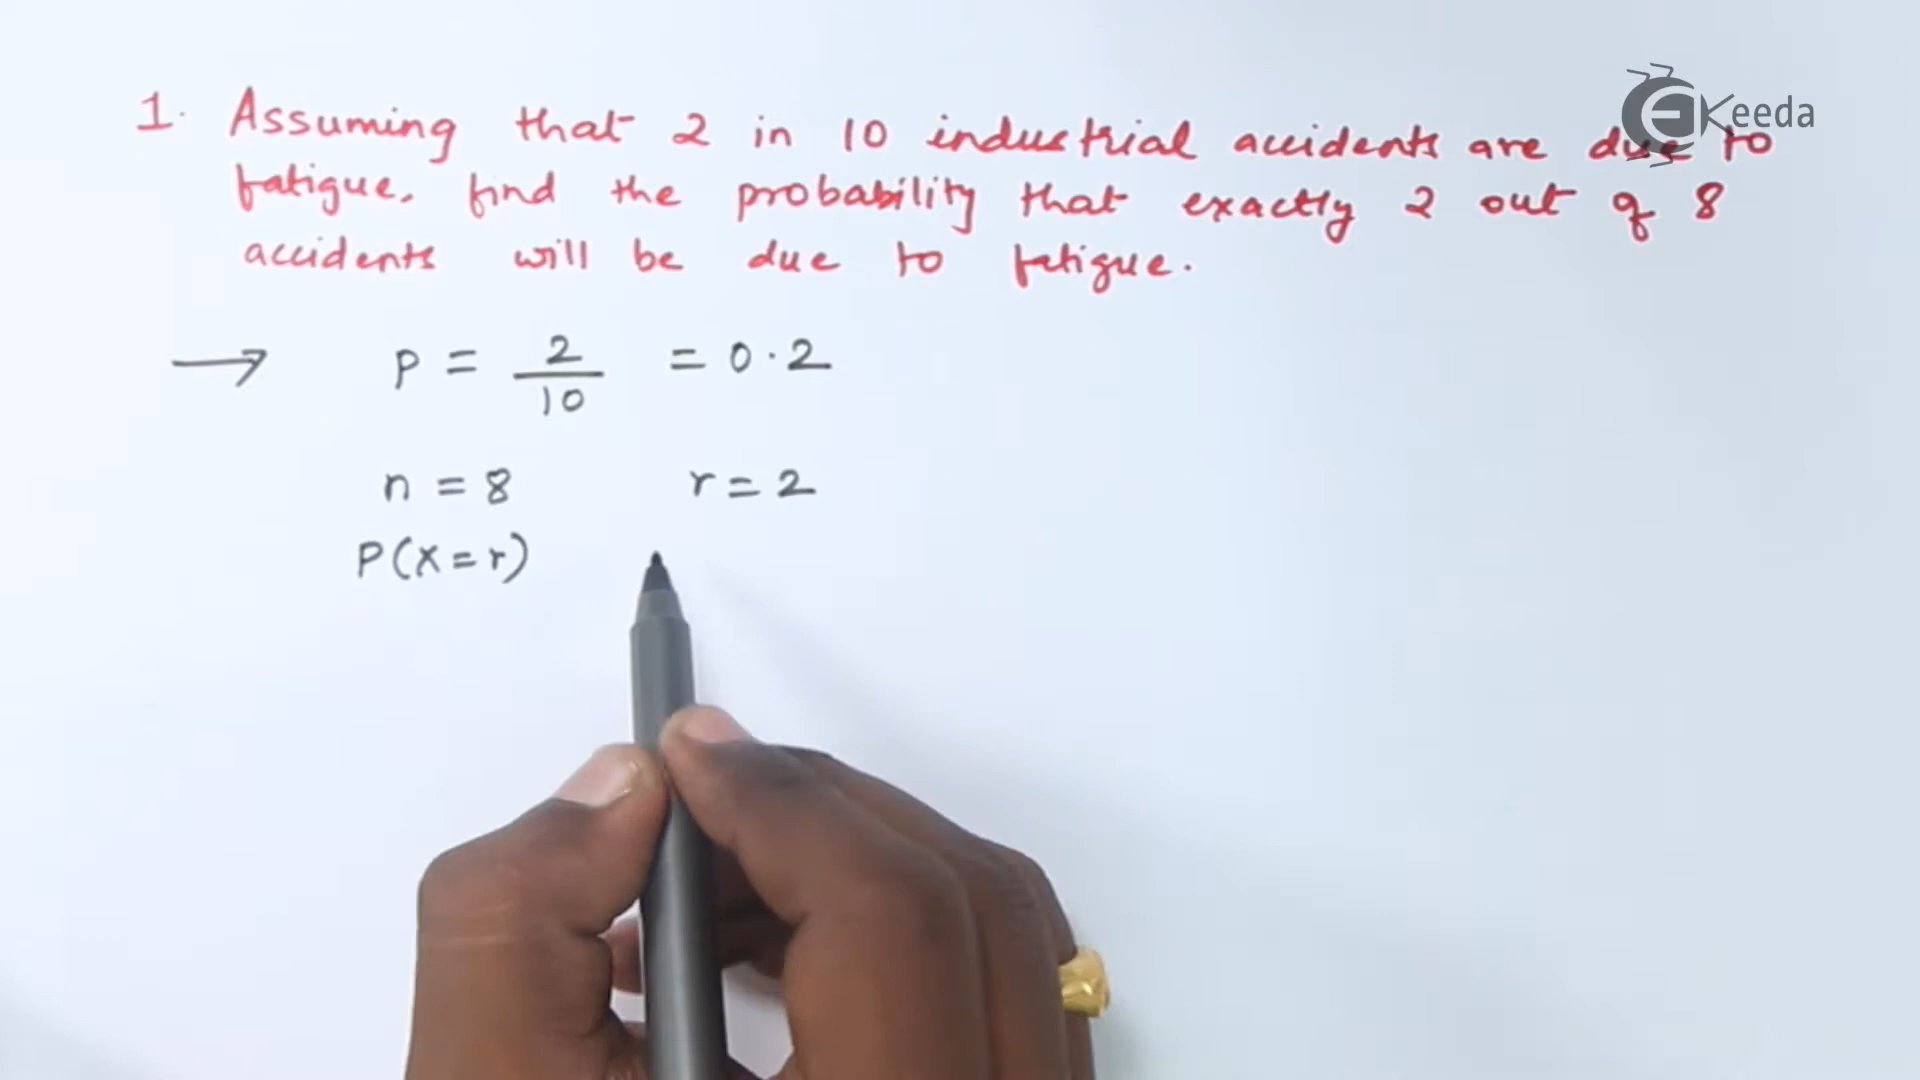 EKeeda
1. Assuming that 2 in 10 industrial accidents are due to
fatigue. find the probability that exactly 2 out of 8
accidents will be due to fatigue.
→ p = 2/10 = 0.2
n = 8 r = 2
P(X=r)